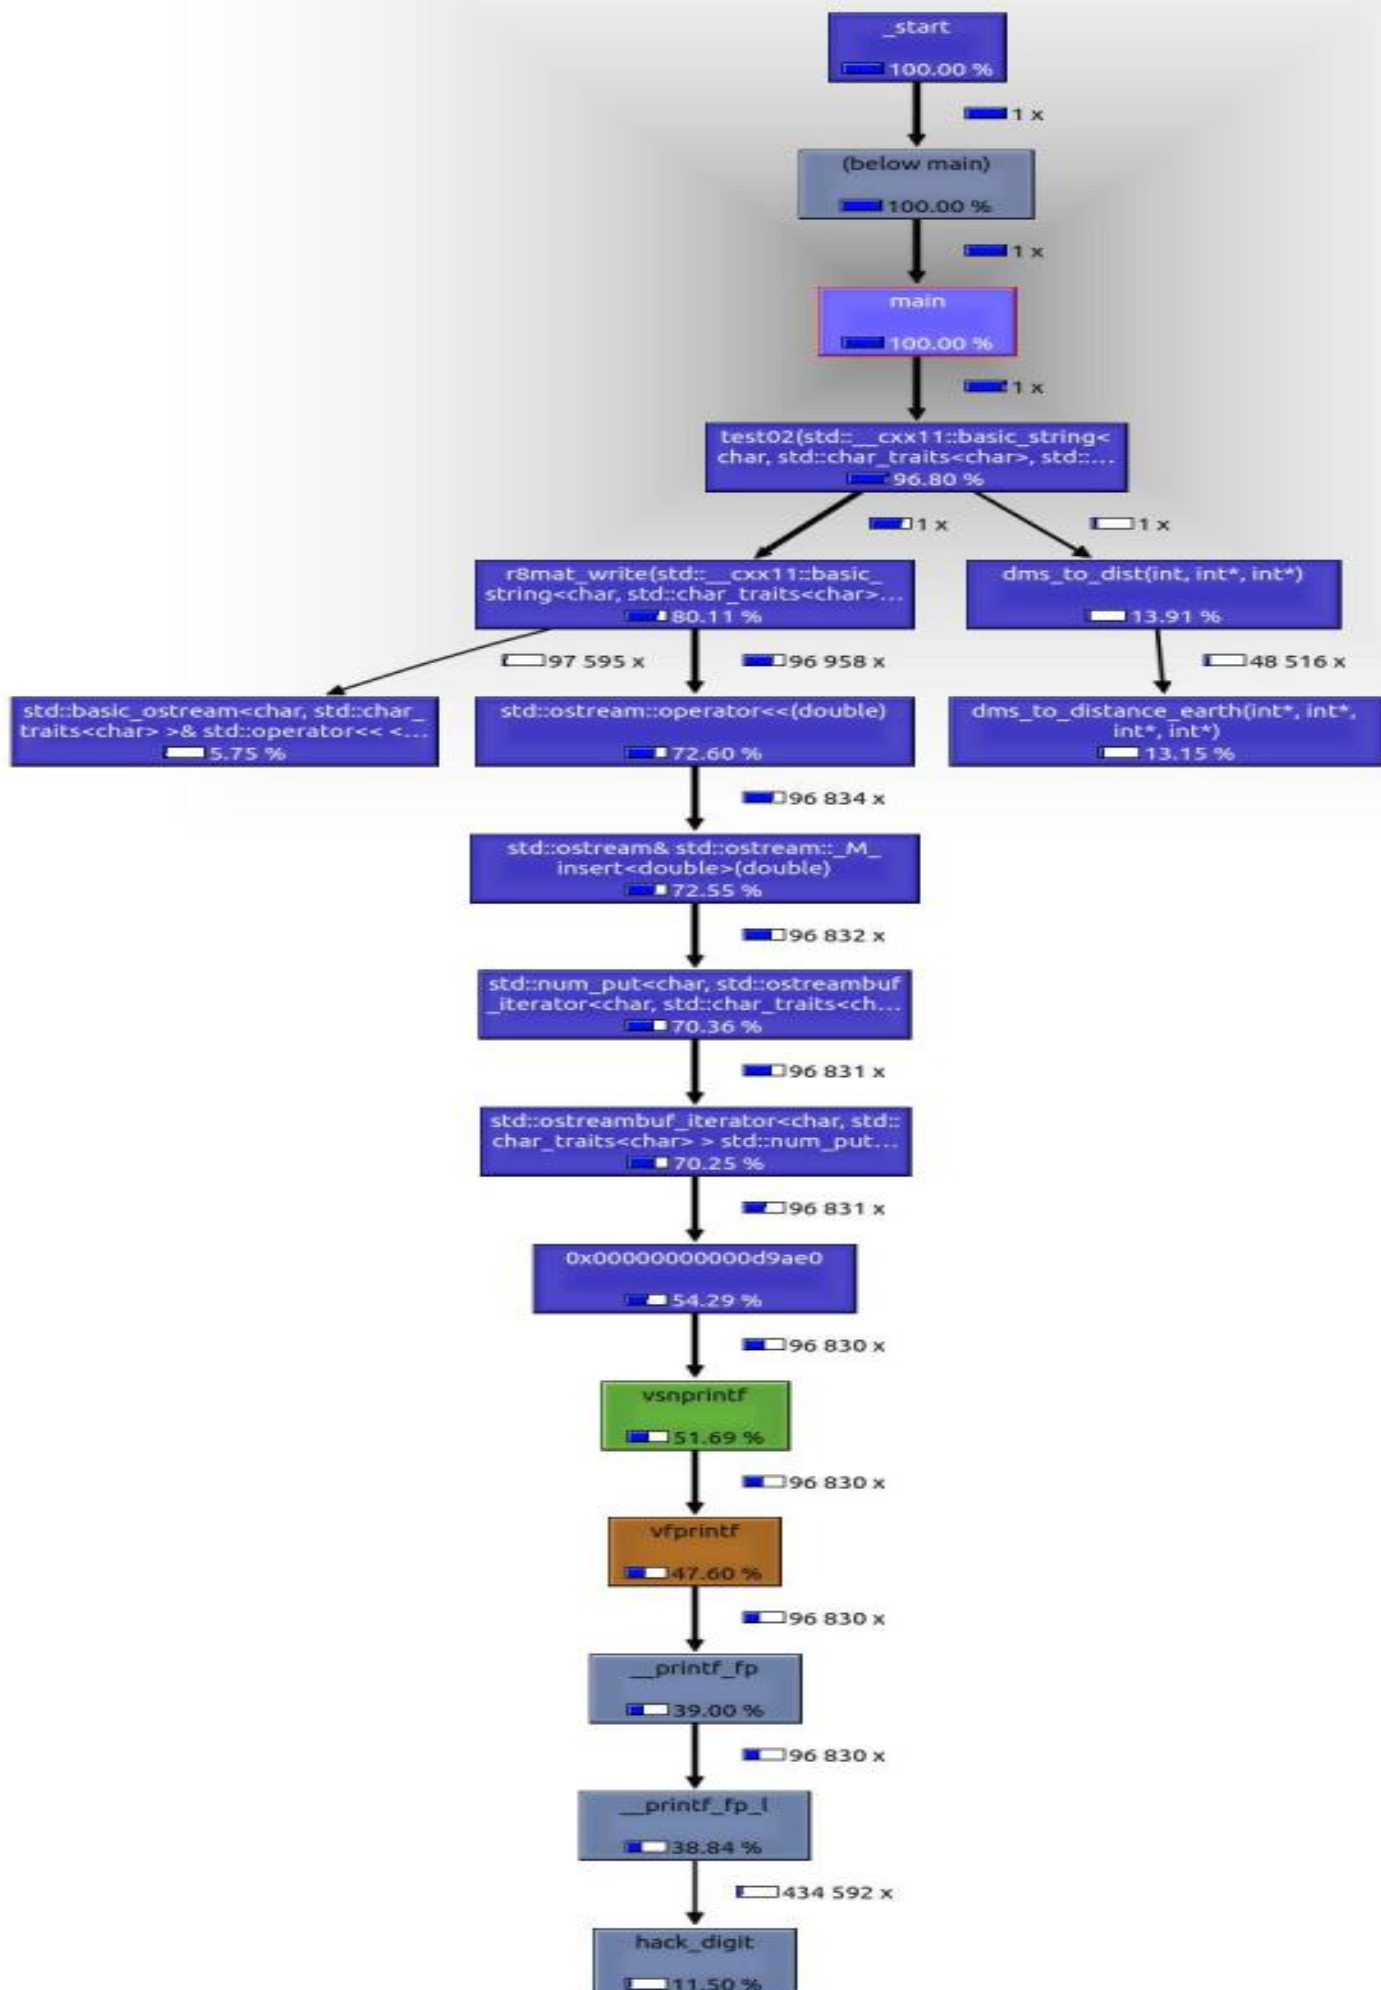 _start
100.00 %
1 x
(below main)
100.00 %
1 x
main
100.00 %
1 x
test02(std::__cxx11::basic_string<
char, std::char_traits<char>, std::...
96.80 %
1 x
1 x
r8mat_write(std::__cxx11::basic_
string<char, std::char_traits<char>...
80.11 %
dms_to_dist(int, int*, int*)
13.91 %
97 595 x
96 958 x
48 516 x
std::basic_ostream<char, std::char_
traits<char> >& std::operator<< <...
5.75 %
std::ostream::operator<<(double)
72.60 %
dms_to_distance_earth(int*, int*,
int*, int*)
13.15 %
96 834 x
std::ostream& std::ostream::_M_
insert<double>(double)
72.55 %
96 832 x
std::num_put<char, std::ostreambuf
_iterator<char, std::char_traits<ch...
70.36 %
96 831 x
std::ostreambuf_iterator<char, std::
char_traits<char> > std::num_put...
70.25 %
96 831 x
0x00000000000d9ae0
54.29 %
96 830 x
vsnprintf
51.69 %
96 830 x
vfprintf
47.60 %
96 830 x
__printf_fp
39.00 %
96 830 x
__printf_fp_l
38.84 %
434 592 x
hack_digit
11.50 %